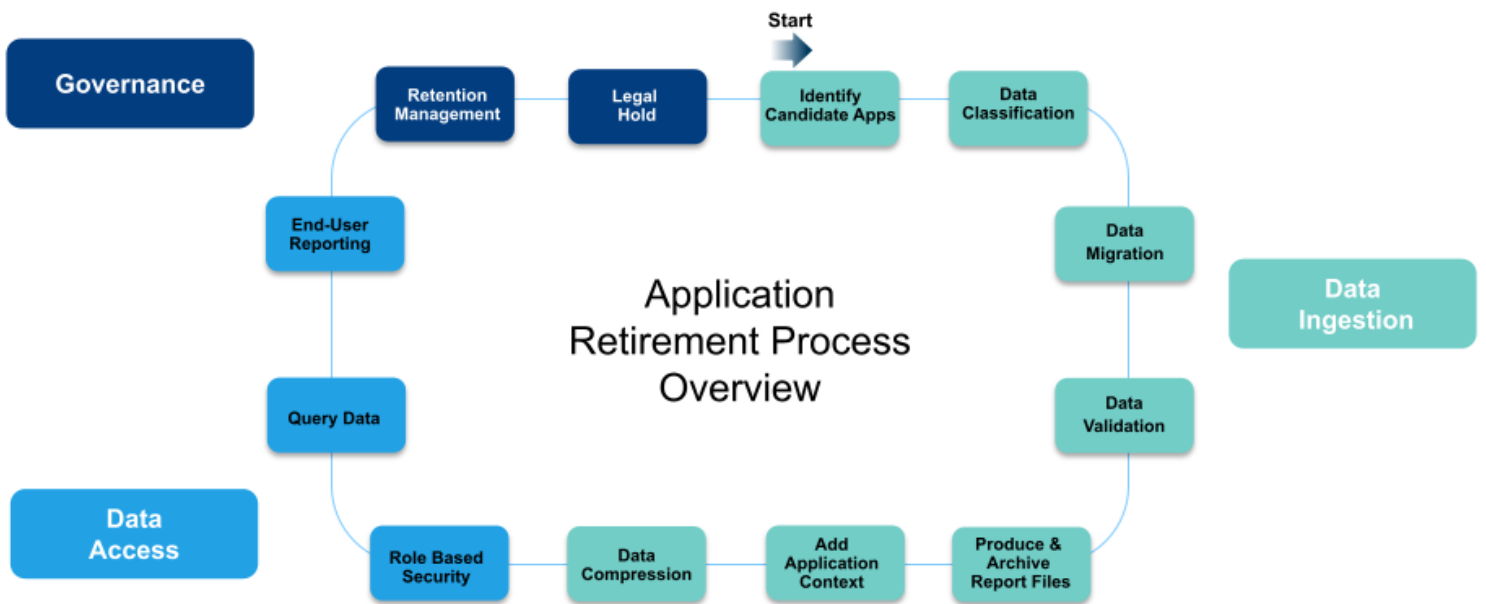 Start
Governance
Retention
Management
Legal
Hold
Identify
Candidate Apps
Data
Classification
End-User
Reporting
Data
Migration
Application
Retirement Process
Overview
Data
Ingestion
Query Data
Data
Validation
Data
Access
Role Based
Security
Data
Compression
Add
Application
Context
Produce &
Archive
Report Files